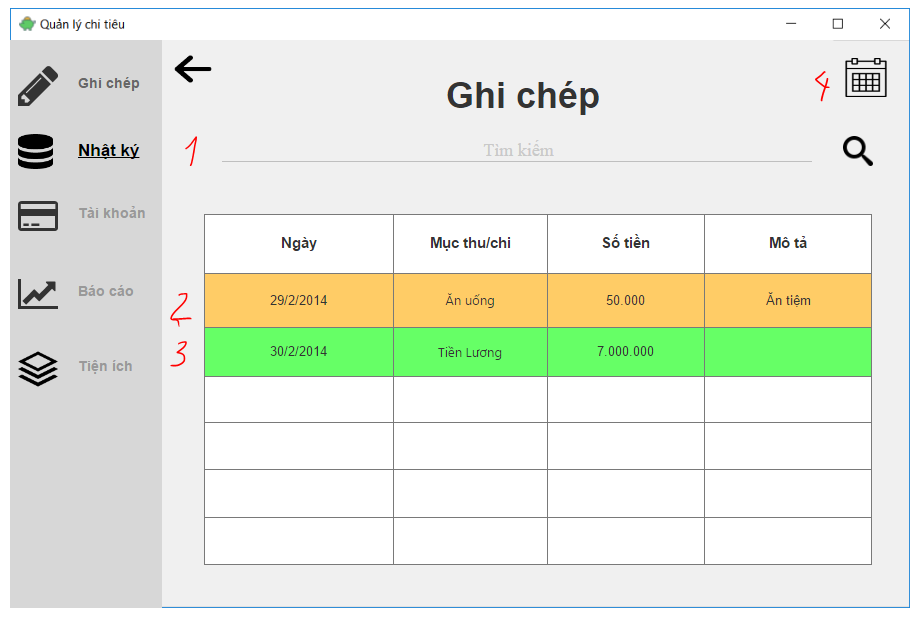 Quản lý chi tiêu
Ghi chép
Nhật ký
Tài khoản
Báo cáo
Tiện ích
Ghi chép
4
1
Tìm kiếm
Ngày Mục thu/chi Số tiền Mô tả
2
29/2/2014 Ăn uống 50.000 Ăn tiệm
3
30/2/2014 Tiền Lương 7.000.000